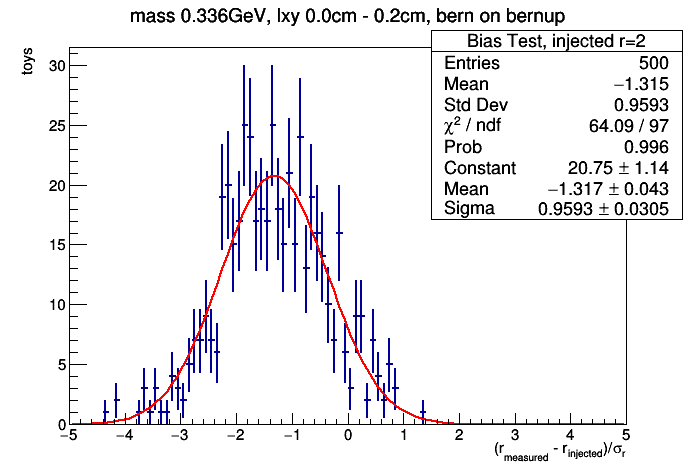 mass 0.336GeV, lxy 0.0cm - 0.2cm, bern on bernup
Bias Test, injected r=2
Entries 500
Mean −1.315
Std Dev 0.9593
χ² / ndf 64.09 / 97
Prob 0.996
Constant 20.75 ± 1.14
Mean −1.317 ± 0.043
Sigma 0.9593 ± 0.0305
toys
30
25
20
15
10
5
0
−5 −4 −3 −2 −1 0 1 2 3 4 5
(r_measured - r_injected)/σ_r